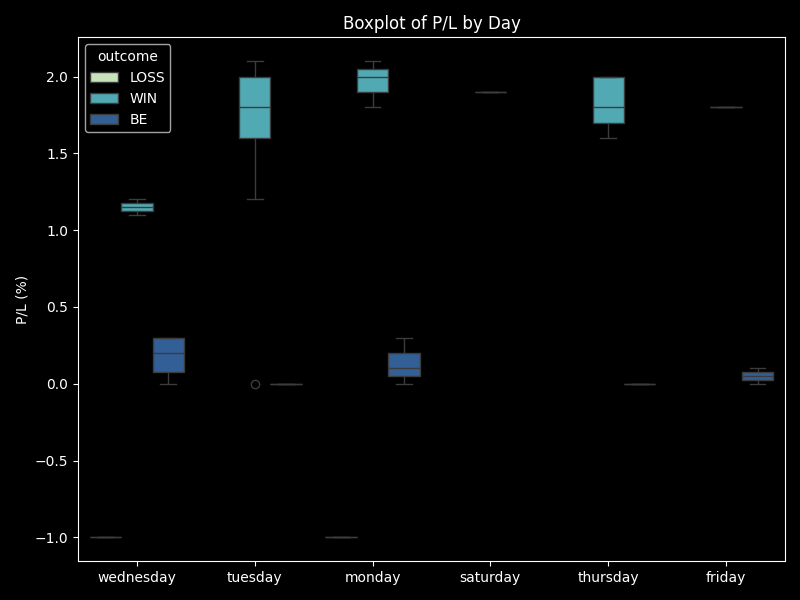 Boxplot of P/L by Day
outcome
LOSS
WIN
BE
P/L (%)
2.0
1.5
1.0
0.5
0.0
−0.5
−1.0
wednesday
tuesday
monday
saturday
thursday
friday